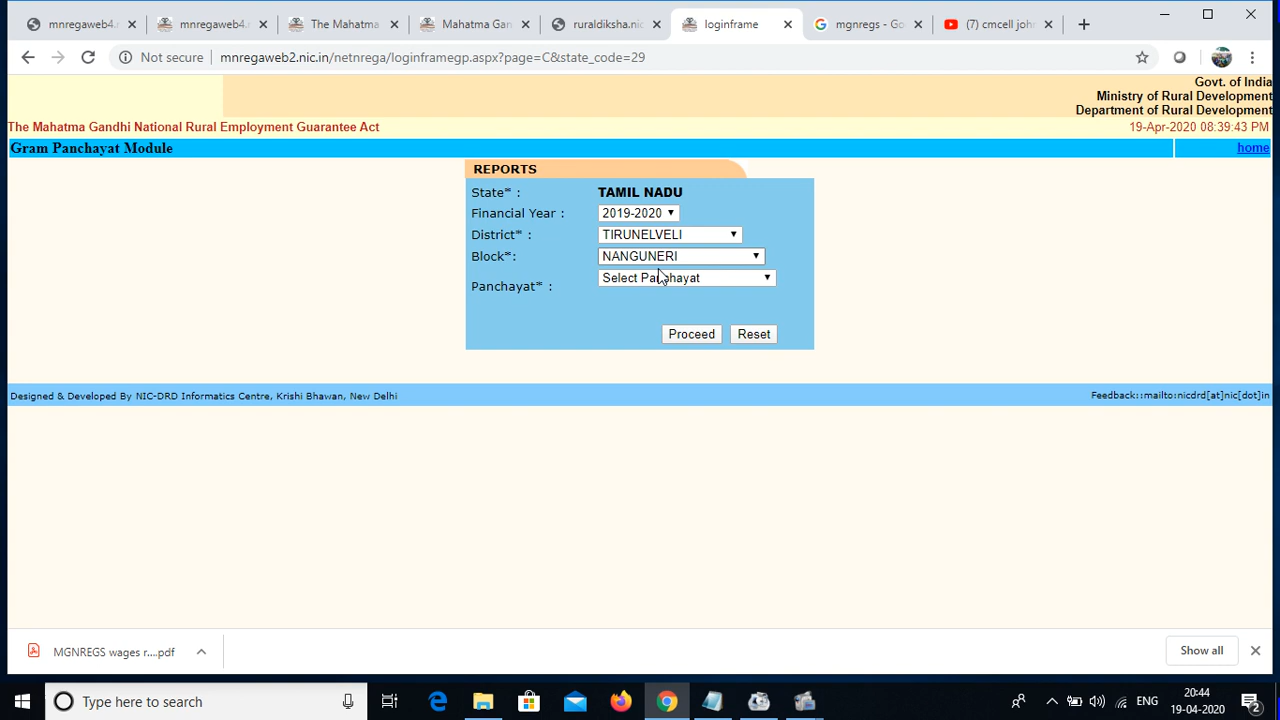 mnregaweb4.
mnregaweb4.
The Mahatma
Mahatma Gan
ruraldiksha.nic
loginframe
mgnregs - Go
(7) cmcell joh
Not secure
mnregaweb2.nic.in/netnrega/loginframegp.aspx?page=C&state_code=29
Govt. of India
Ministry of Rural Development
Department of Rural Development
The Mahatma Gandhi National Rural Employment Guarantee Act
19-Apr-2020 08:39:43 PM
Gram Panchayat Module
home
REPORTS
State* : TAMIL NADU
Financial Year : 2019-2020
District* : TIRUNELVELI
Block*: NANGUNERI
Panchayat* : Select Panchayat
Proceed Reset
Designed & Developed By NIC-DRD Informatics Centre, Krishi Bhawan, New Delhi
Feedback::mailto:nicdrd[at]nic[dot]in
MGNREGS wages r....pdf
Show all
Type here to search
ENG
20:44
19-04-2020
2